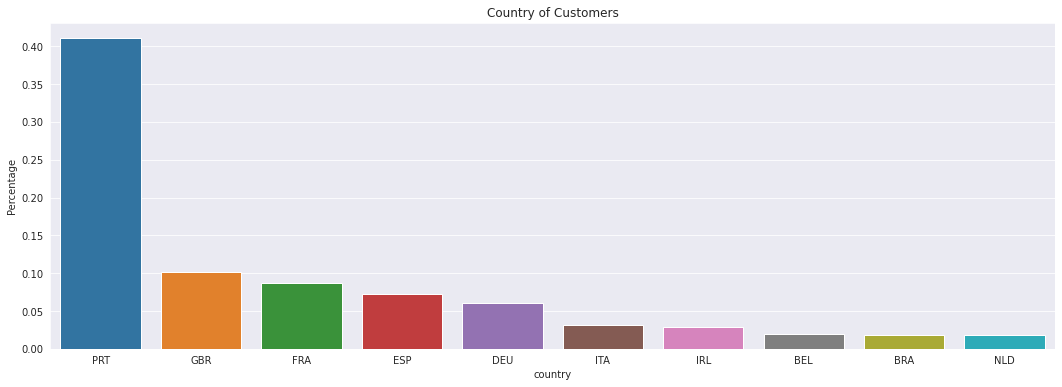 Country of Customers
Percentage
0.40
0.35
0.30
0.25
0.20
0.15
0.10
0.05
0.00
PRT GBR FRA ESP DEU ITA IRL BEL BRA NLD
country